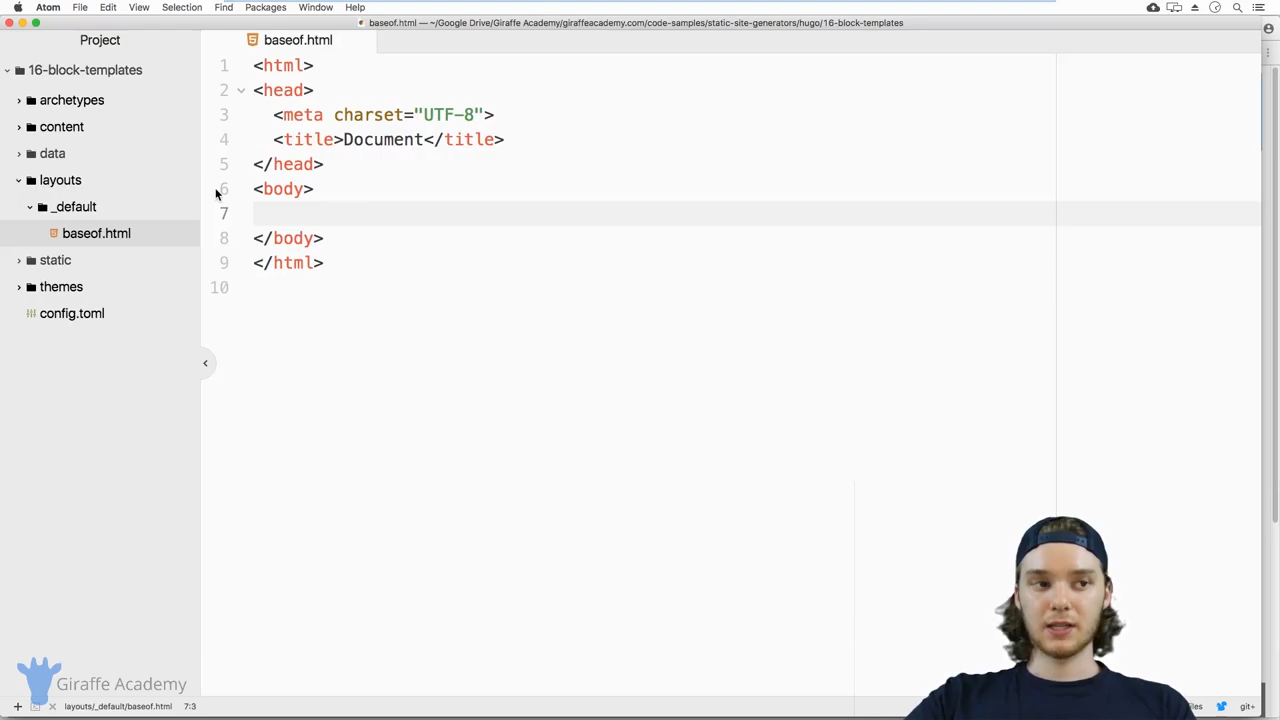 Atom File Edit View Selection Find Packages Window Help
baseof.html — ~/Google Drive/Giraffe Academy/giraffeacademy.com/code-samples/static-site-generators/hugo/16-block-templates
Project
16-block-templates
archetypes
content
data
layouts
_default
baseof.html
static
themes
config.toml
baseof.html
1 <html>
2 <head>
3 <meta charset="UTF-8">
4 <title>Document</title>
5 </head>
6 <body>
7
8 </body>
9 </html>
10
Giraffe Academy
layouts/_default/baseof.html 7:3
git+